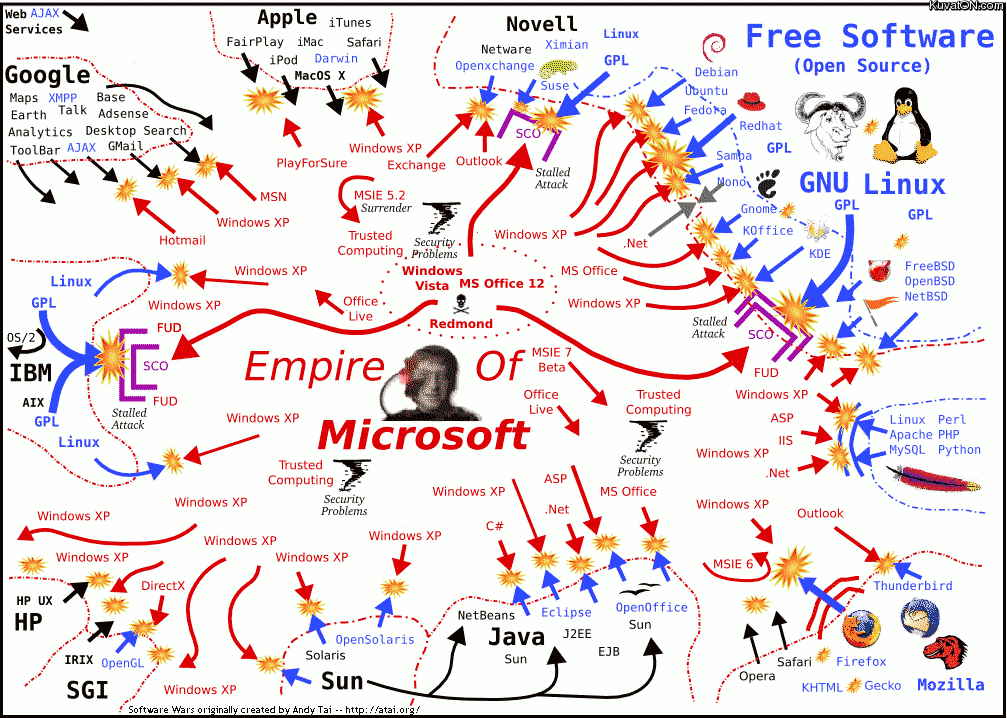 KuvatON.com
Web AJAX
Services
Apple
iTunes
FairPlay iMac Safari
iPod Darwin
MacOS X
Novell
Netware Ximian
Openxchange
Suse
Linux
GPL
Free Software
(Open Source)
Debian
Ubuntu
Fedora
Redhat
GPL
Samba
Mono
GNU Linux
GPL
GPL
Google
Maps XMPP Base
Earth Talk Adsense
Analytics Desktop Search
ToolBar AJAX GMail
PlayForSure
Windows XP
Exchange
Outlook
SCO
Stalled
Attack
MSN
Windows XP
Hotmail
MSIE 5.2
Surrender
Trusted
Computing
Security
Problems
Windows XP
.Net
Gnome
KOffice
KDE
FreeBSD
OpenBSD
NetBSD
Linux
GPL
Windows XP
Windows XP
Office
Live
Windows
Vista
MS Office 12
Redmond
MS Office
Windows XP
Stalled
Attack
SCO
FUD
OS/2
IBM
AIX
GPL
Linux
FUD
SCO
FUD
Stalled
Attack
Empire Of
Microsoft
MSIE 7
Beta
Office
Live
Trusted
Computing
Security
Problems
Windows XP
ASP
IIS
Windows XP
.Net
Linux Perl
Apache PHP
MySQL Python
Windows XP
Trusted
Computing
Security
Problems
Windows XP
ASP
.Net
C#
MS Office
Windows XP
Outlook
MSIE 6
Thunderbird
Windows XP
Windows XP
Windows XP
Windows XP
Windows XP
Windows XP
DirectX
HP UX
HP
IRIX
OpenGL
SGI
Windows XP
OpenSolaris
Solaris
Sun
NetBeans
Eclipse
OpenOffice
Java
J2EE
Sun
Sun
EJB
Opera
Safari
Firefox
KHTML
Gecko
Mozilla
Software Wars originally created by Andy Tai -- http://atai.org/